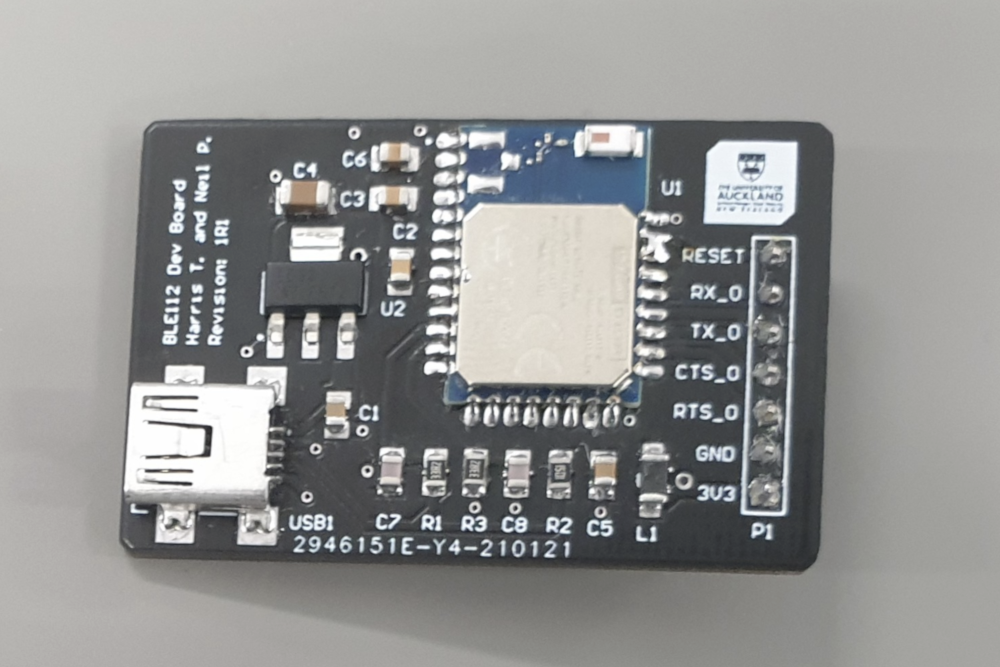 BLE112 Dev Board
Harris T. and Neil P.
Revision: 1R1
C4
C6
C3
C2
U2
U1
THE UNIVERSITY OF
AUCKLAND
NEW ZEALAND
RESET
RX_0
TX_0
CTS_0
RTS_0
GND
3V3
P1
C1
USB1
C7
R1
R3
C8
R2
C5
L1
2946151E-Y4-210121